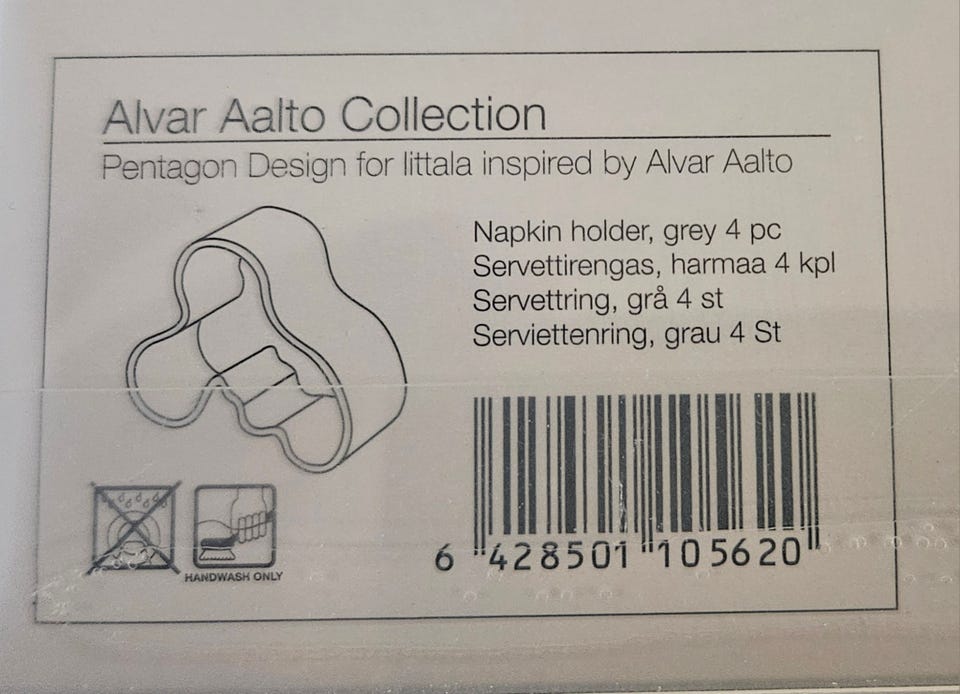 Alvar Aalto Collection
Pentagon Design for Iittala inspired by Alvar Aalto
Napkin holder, grey 4 pc
Servettirengas, harmaa 4 kpl
Servettring, grå 4 st
Serviettenring, grau 4 St
HANDWASH ONLY
6 428501 105620